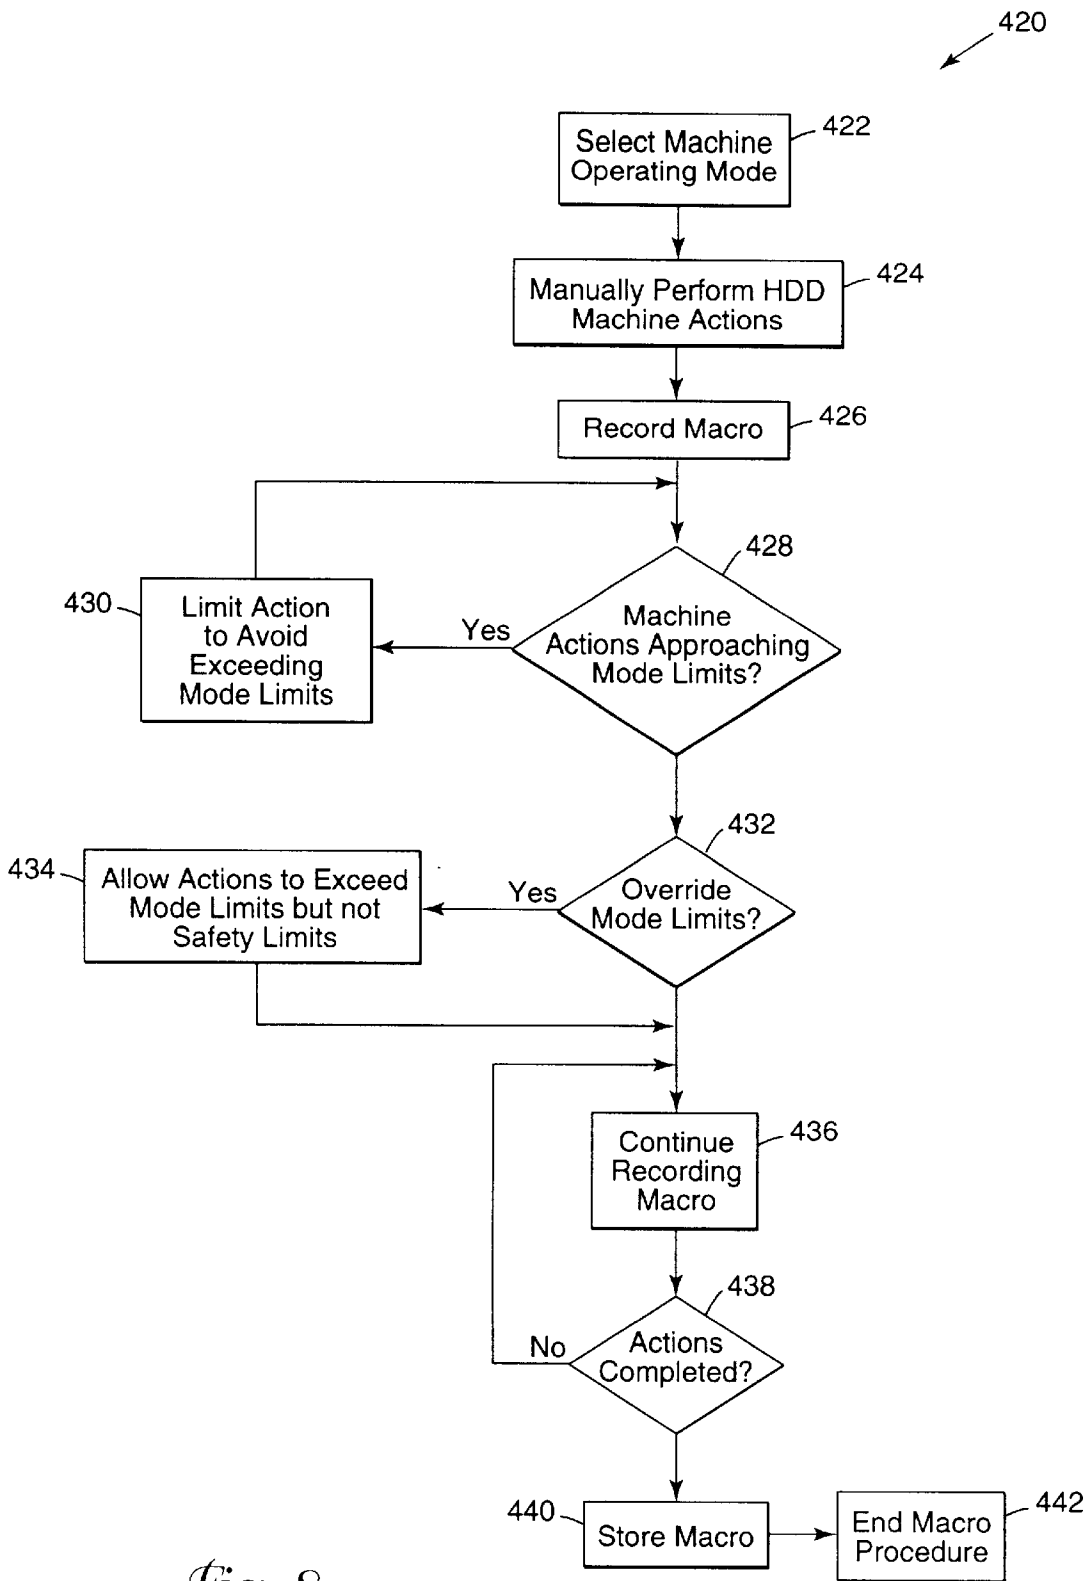 420
Select Machine
Operating Mode
422
Manually Perform HDD
Machine Actions
424
Record Macro
426
428
Machine
Actions Approaching
Mode Limits?
Yes
430
Limit Action
to Avoid
Exceeding
Mode Limits
432
Override
Mode Limits?
Yes
434
Allow Actions to Exceed
Mode Limits but not
Safety Limits
Continue
Recording
Macro
436
438
Actions
Completed?
No
440
Store Macro
End Macro
Procedure
442